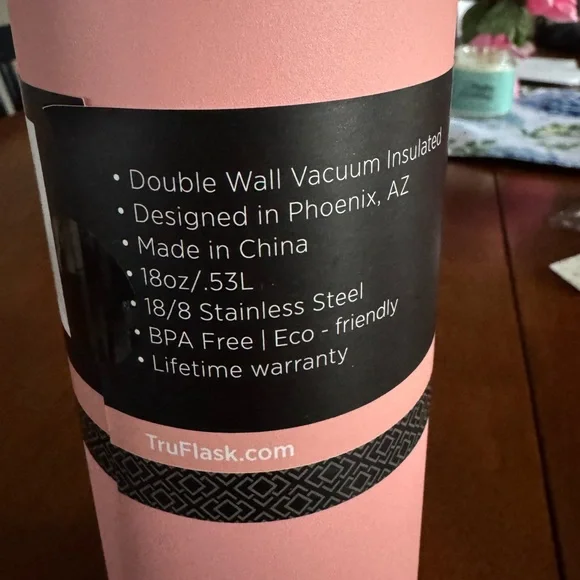 • Double Wall Vacuum Insulated
• Designed in Phoenix, AZ
• Made in China
• 18oz/.53L
• 18/8 Stainless Steel
• BPA Free | Eco - friendly
• Lifetime warranty
TruFlask.com